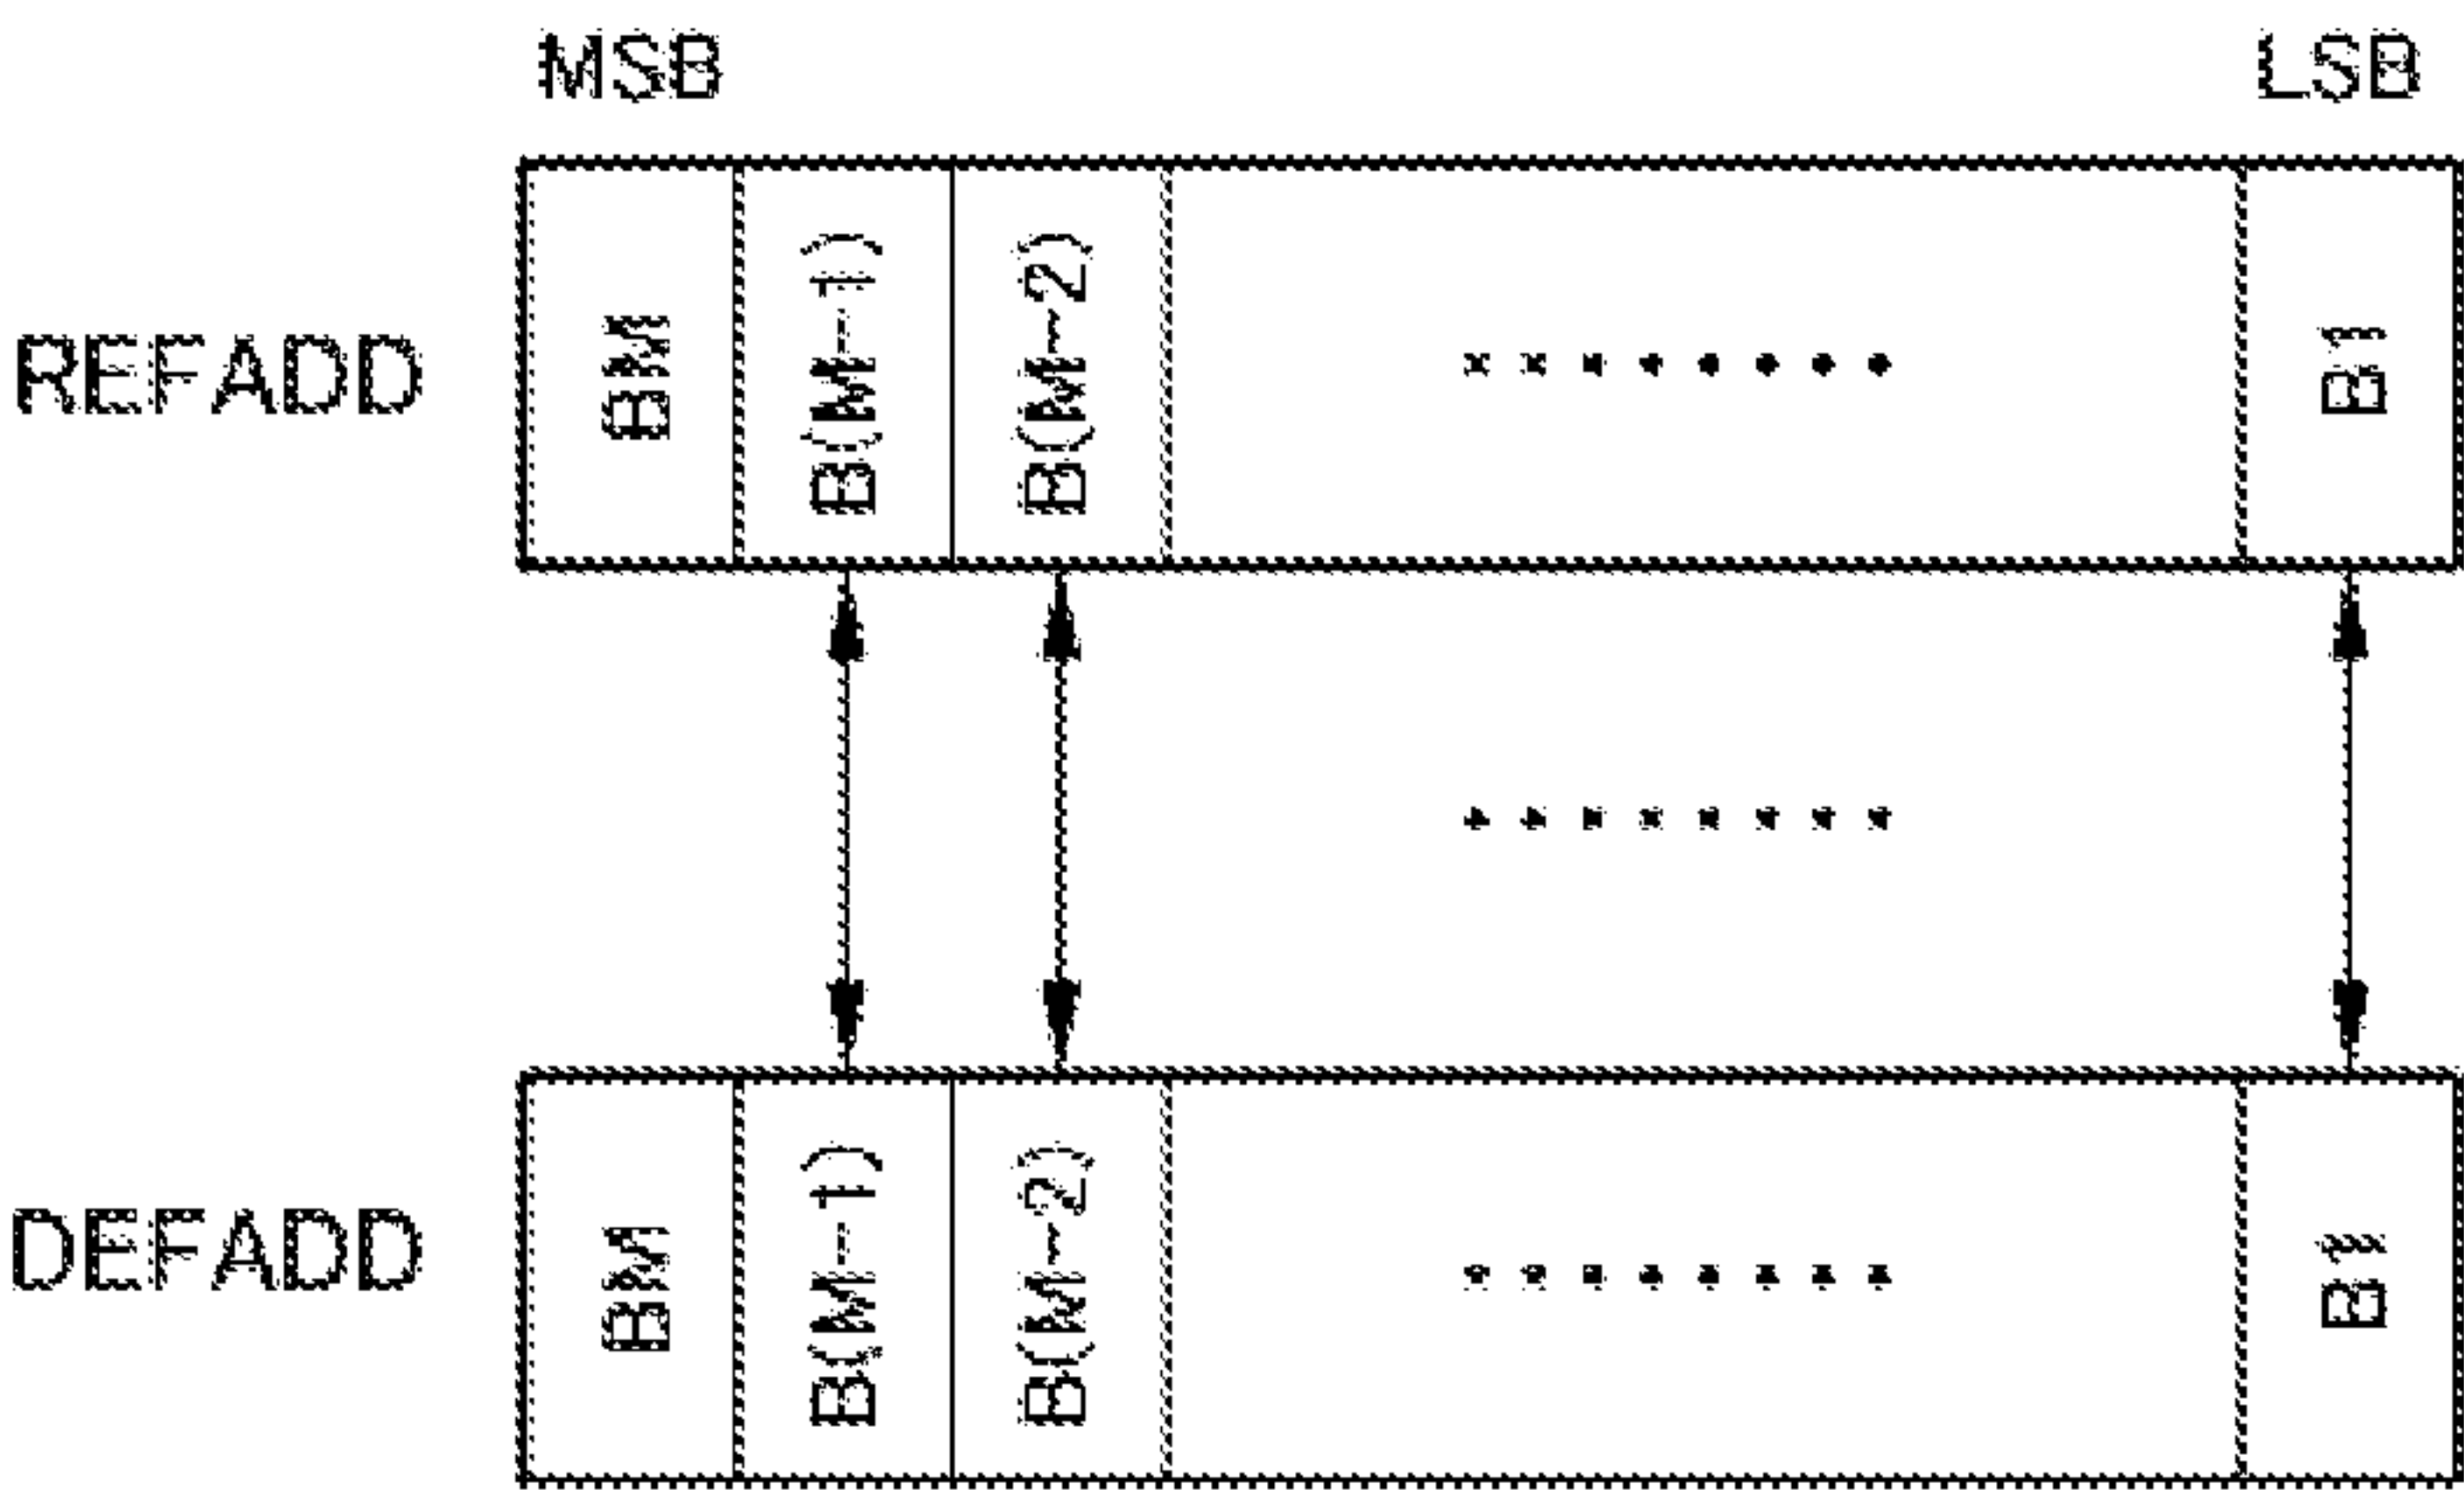 MSB LSB
REFADD BM B(M-1) B(M-2) ........ B1
........
DEFADD BM B(M-1) B(M-2) ........ B1